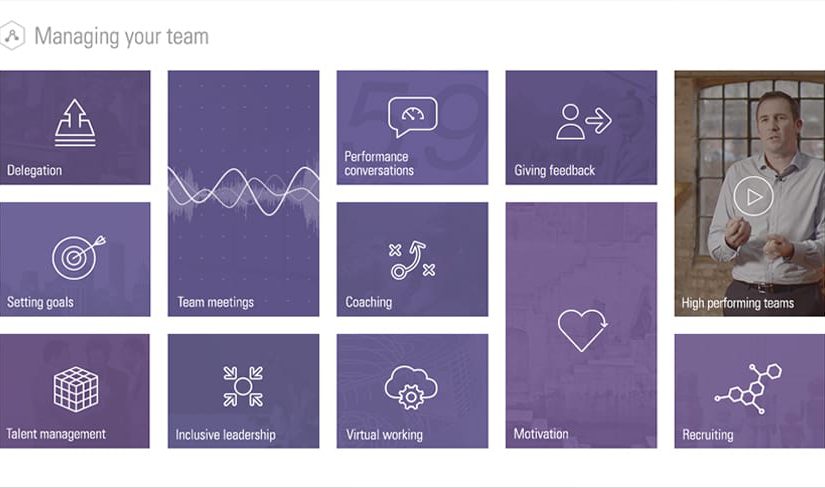 Managing your team
Delegation
Performance
conversations
59
Giving feedback
Setting goals
Team meetings
Coaching
High performing teams
Talent management
Inclusive leadership
Virtual working
Motivation
Recruiting